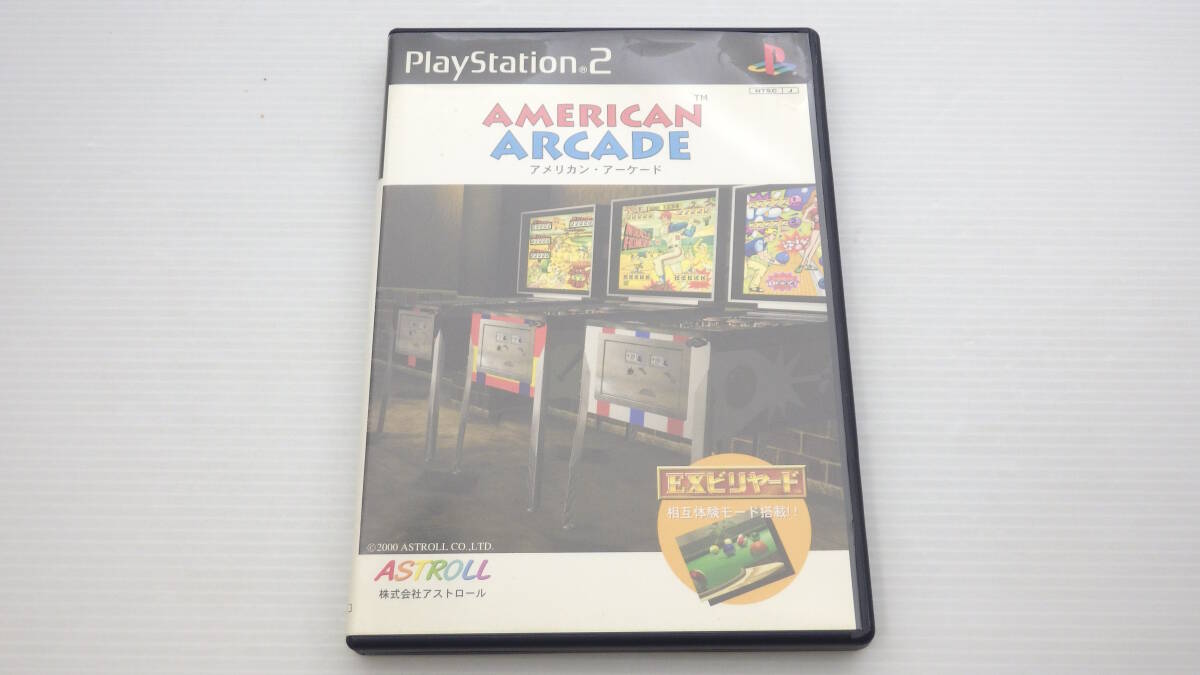 PlayStation®2
NTSC J
AMERICAN™
ARCADE
アメリカン・アーケード
EXビリヤード
相互体験モード搭載!!
©2000 ASTROLL CO.,LTD.
ASTROLL
株式会社アストロール